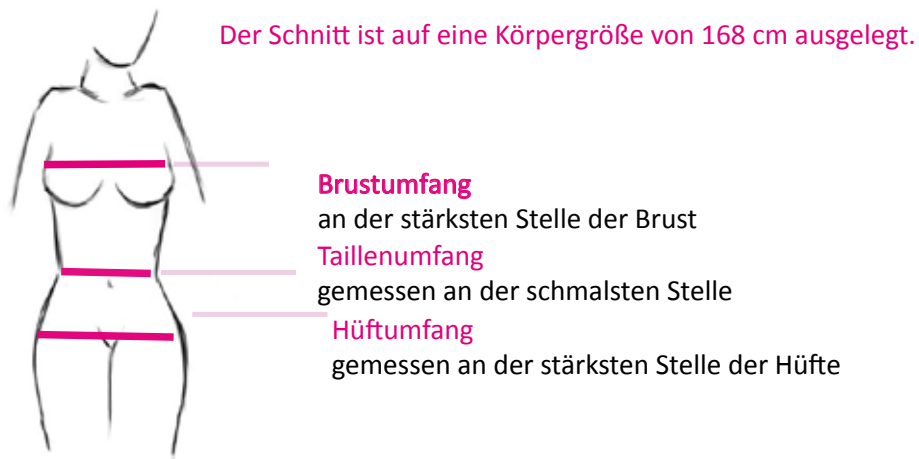 Der Schnitt ist auf eine Körpergröße von 168 cm ausgelegt.
Brustumfang
an der stärksten Stelle der Brust
Taillenumfang
gemessen an der schmalsten Stelle
Hüftumfang
gemessen an der stärksten Stelle der Hüfte